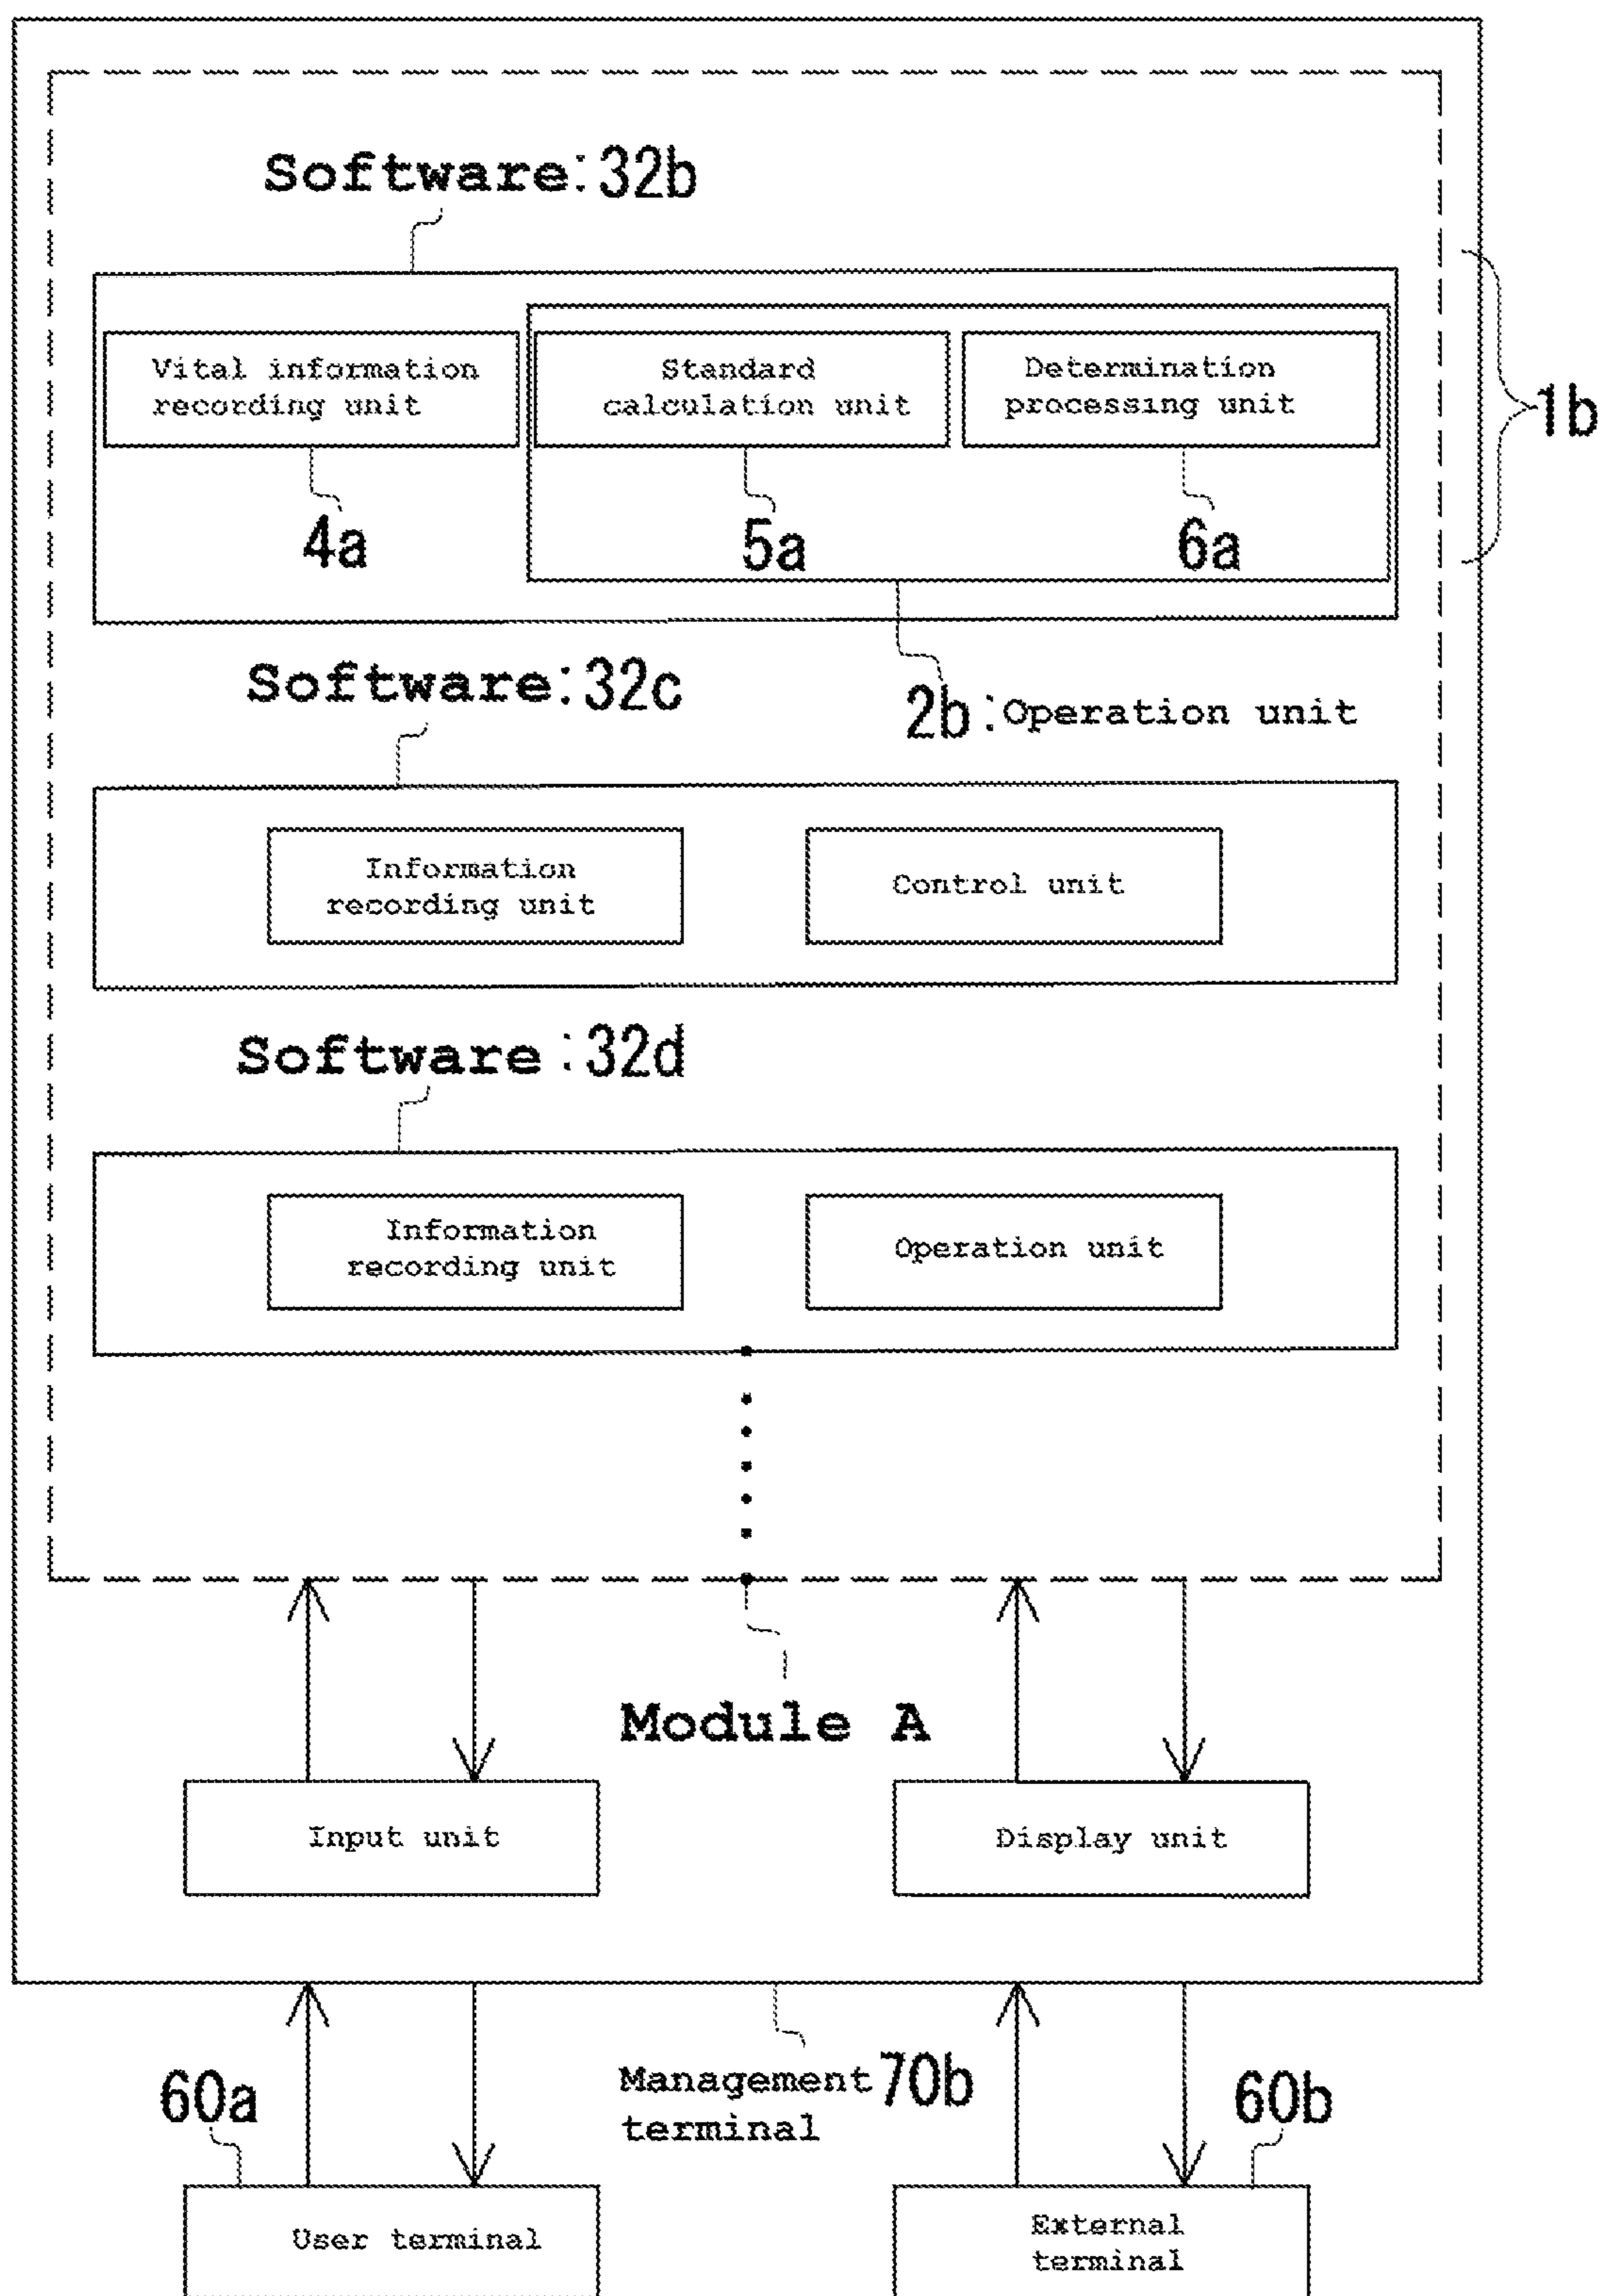 Software:32b
Vital information
recording unit
Standard
calculation unit
Determination
processing unit
1b
4a
5a
6a
Software:32c
2b:Operation unit
Information
recording unit
Control unit
Software :32d
Information
recording unit
Operation unit
Module A
Input unit
Display unit
60a
Management 70b
terminal
60b
User terminal
External
terminal